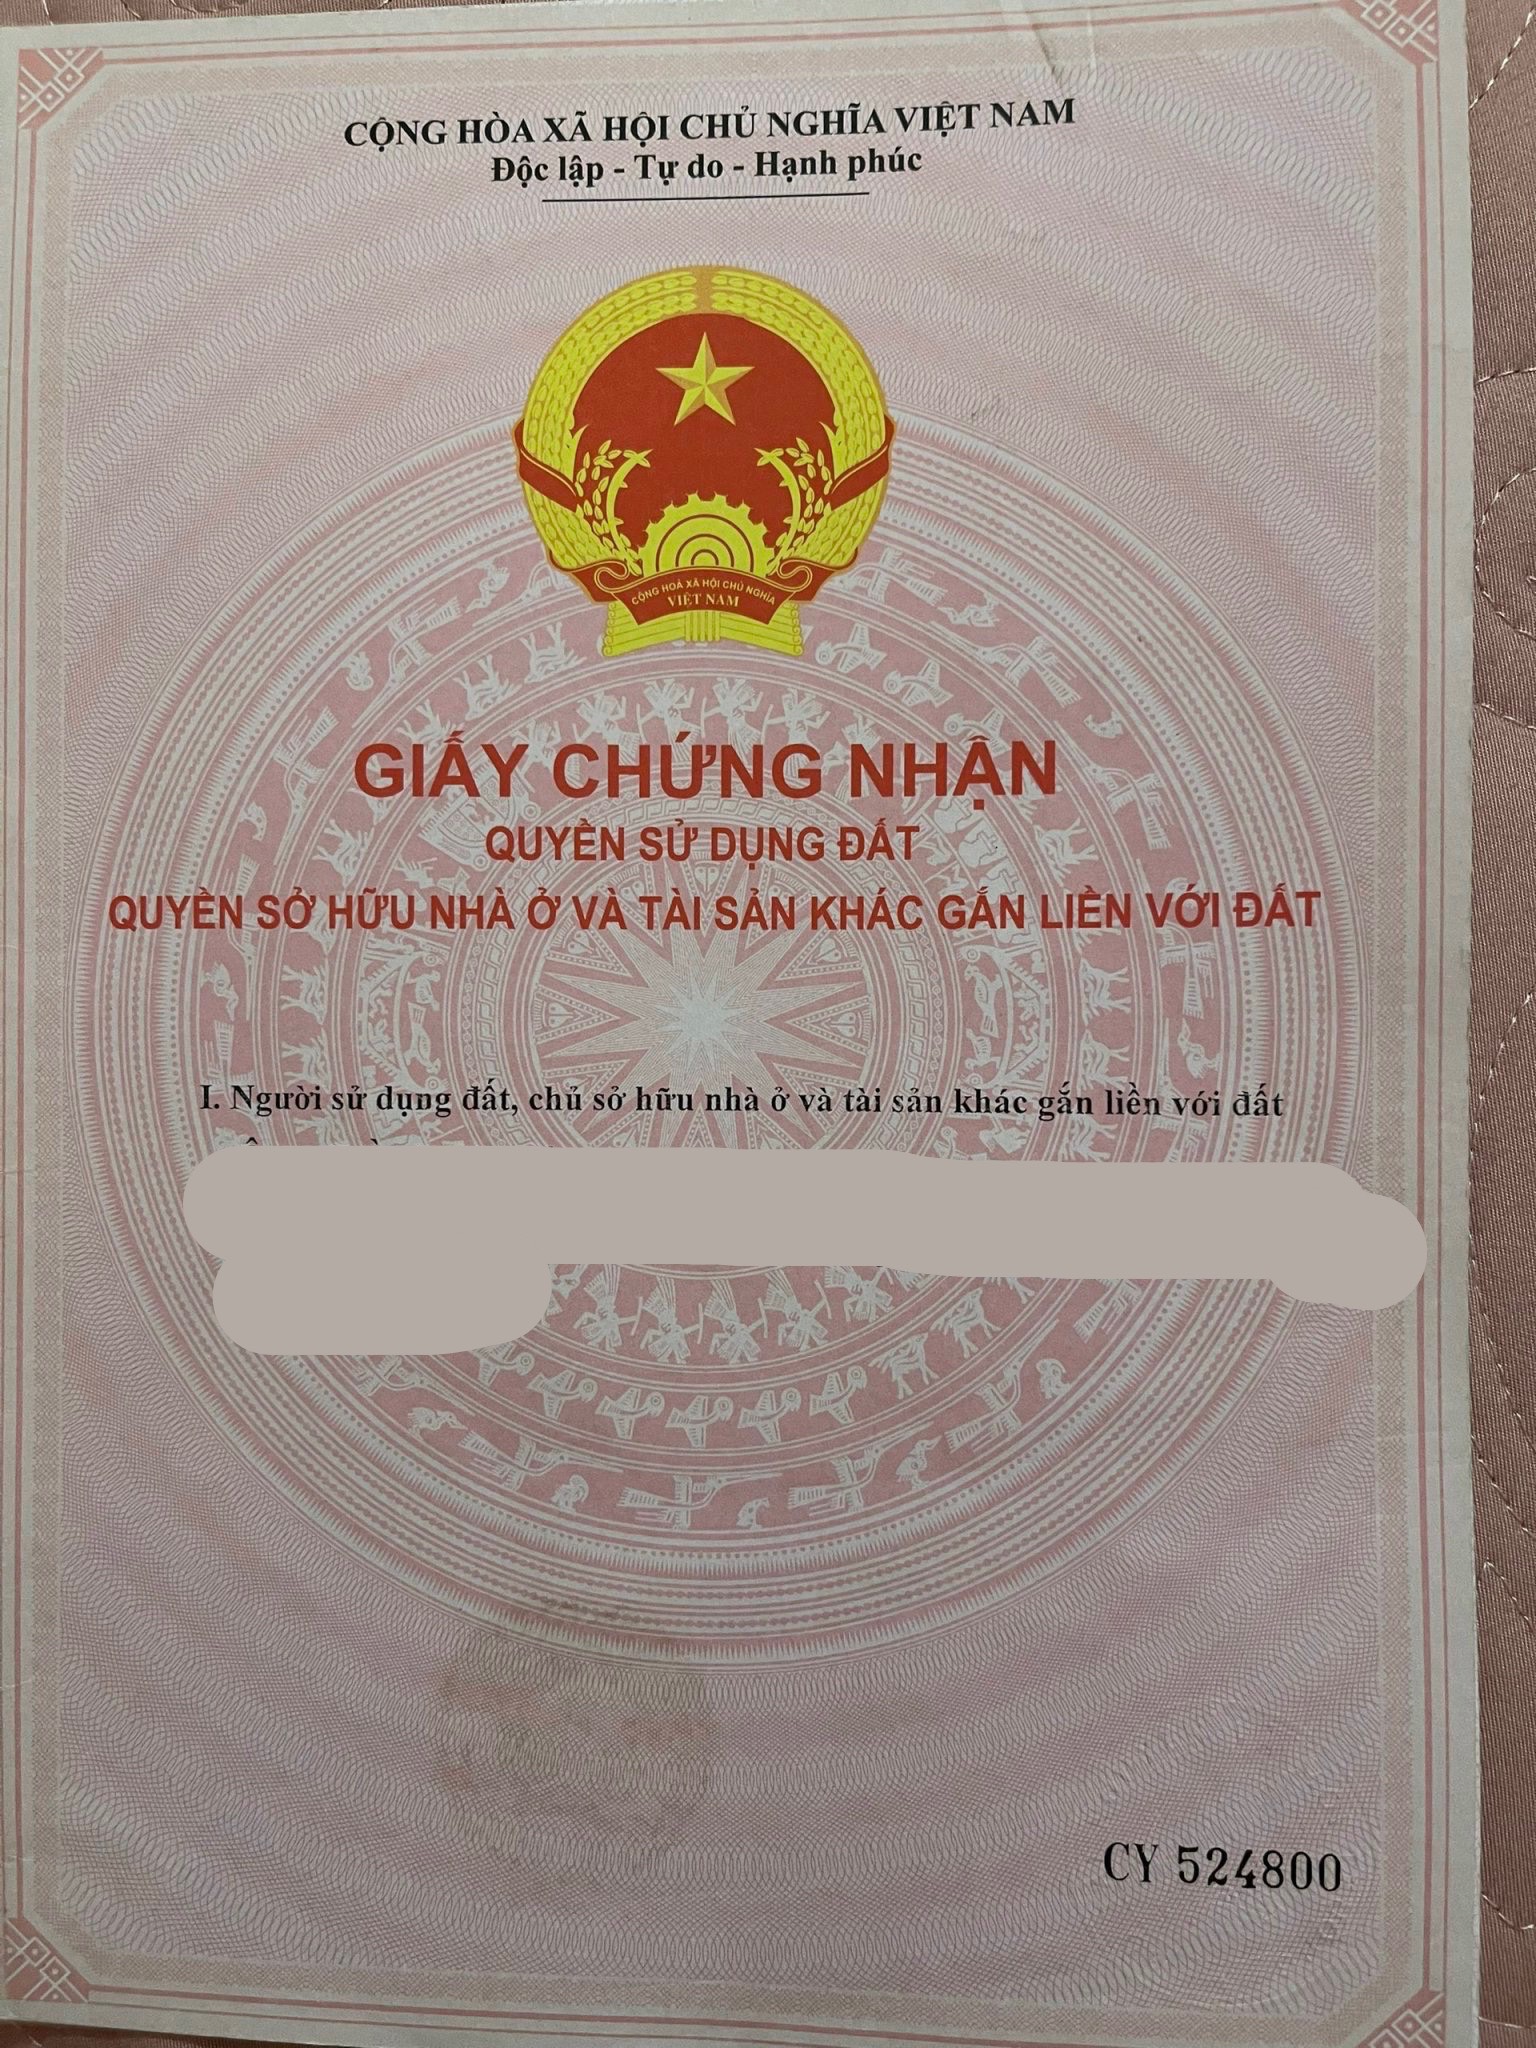 CỘNG HÒA XÃ HỘI CHỦ NGHĨA VIỆT NAM
Độc lập - Tự do - Hạnh phúc
CỘNG HOÀ XÃ HỘI CHỦ NGHĨA
VIỆT NAM
GIẤY CHỨNG NHẬN
QUYỀN SỬ DỤNG ĐẤT
QUYỀN SỞ HỮU NHÀ Ở VÀ TÀI SẢN KHÁC GẮN LIỀN VỚI ĐẤT
I. Người sử dụng đất, chủ sở hữu nhà ở và tài sản khác gắn liền với đất
CY 524800